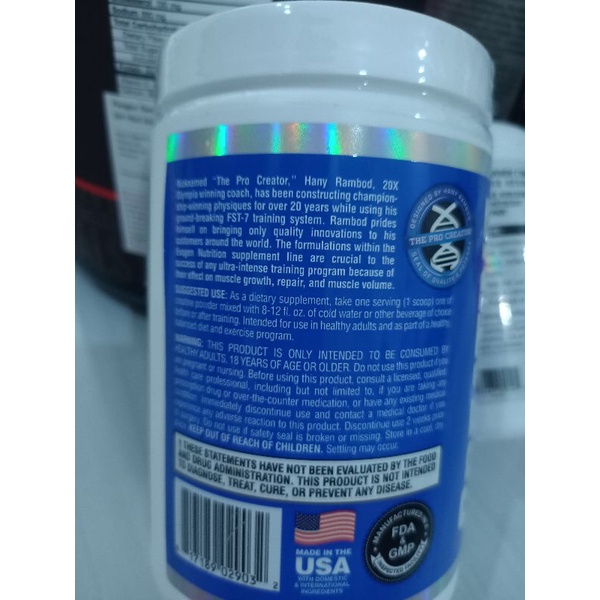 Nicknamed "The Pro Creator," Hany Rambod, 20X
Olympia winning coach, has been constructing champion-
ship-winning physiques for over 20 years while using his
ground-breaking FST-7 training system. Rambod prides
himself on bringing only quality innovations to his
customers around the world. The formulations within the
Evogen Nutrition supplement line are crucial to the
success of any ultra-intense training program because of
their effect on muscle growth, repair, and muscle volume.
DESIGNED BY HANY RAMBOD
THE PRO CREATOR
SEAL OF QUALITY
SUGGESTED USE: As a dietary supplement, take one serving (1 scoop) one of
creatine powder mixed with 8-12 fl. oz. of cold water or other beverage of choice
before or after training. Intended for use in healthy adults and as part of a healthy,
balanced diet and exercise program.
WARNING: THIS PRODUCT IS ONLY INTENDED TO BE CONSUMED BY
HEALTHY ADULTS, 18 YEARS OF AGE OR OLDER. Do not use this product if you
are pregnant or nursing. Before using this product, consult a licensed, qualified,
health care professional, including but not limited to, if you are taking any
prescription drug or over-the-counter medication, or have any existing medical
condition. Immediately discontinue use and contact a medical doctor if you
experience any adverse reaction to this product. Discontinue use 2 weeks prior
to surgery. Do not use if safety seal is broken or missing. Store in a cool, dry
place. KEEP OUT OF REACH OF CHILDREN. Settling may occur.
† THESE STATEMENTS HAVE NOT BEEN EVALUATED BY THE FOOD
AND DRUG ADMINISTRATION. THIS PRODUCT IS NOT INTENDED
TO DIAGNOSE, TREAT, CURE, OR PREVENT ANY DISEASE.
17189 02903 2
MADE IN THE
USA
WITH DOMESTIC
& INTERNATIONAL
INGREDIENTS
MANUFACTURED IN
FDA
&
GMP
INSPECTED